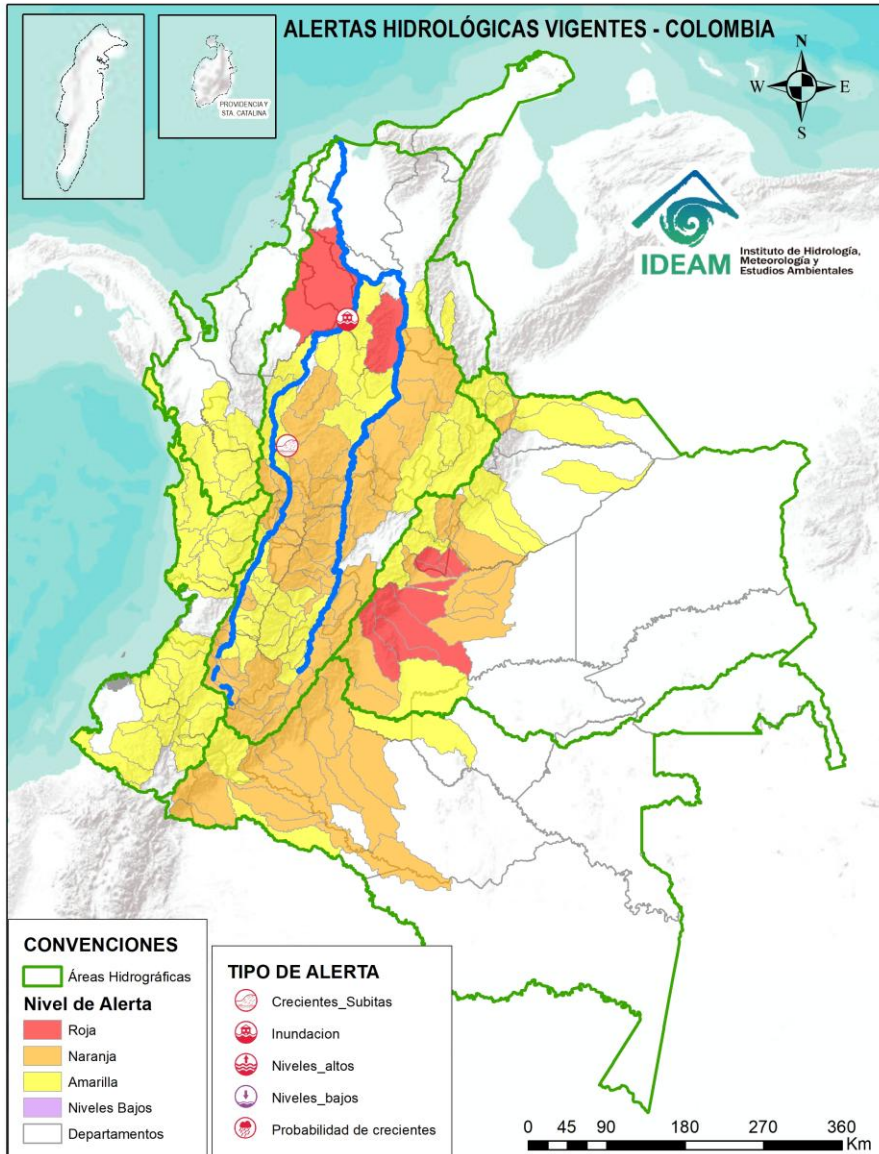 ALERTAS HIDROLÓGICAS VIGENTES - COLOMBIA
PROVIDENCIA Y
STA. CATALINA
N
W
E
S
IDEAM
Instituto de Hidrología,
Meteorología y
Estudios Ambientales
CONVENCIONES
Áreas Hidrográficas
Nivel de Alerta
Roja
Naranja
Amarilla
Niveles Bajos
Departamentos
TIPO DE ALERTA
Crecientes_Subitas
Inundacion
Niveles_altos
Niveles_bajos
Probabilidad de crecientes
0 45 90 180 270 360
Km